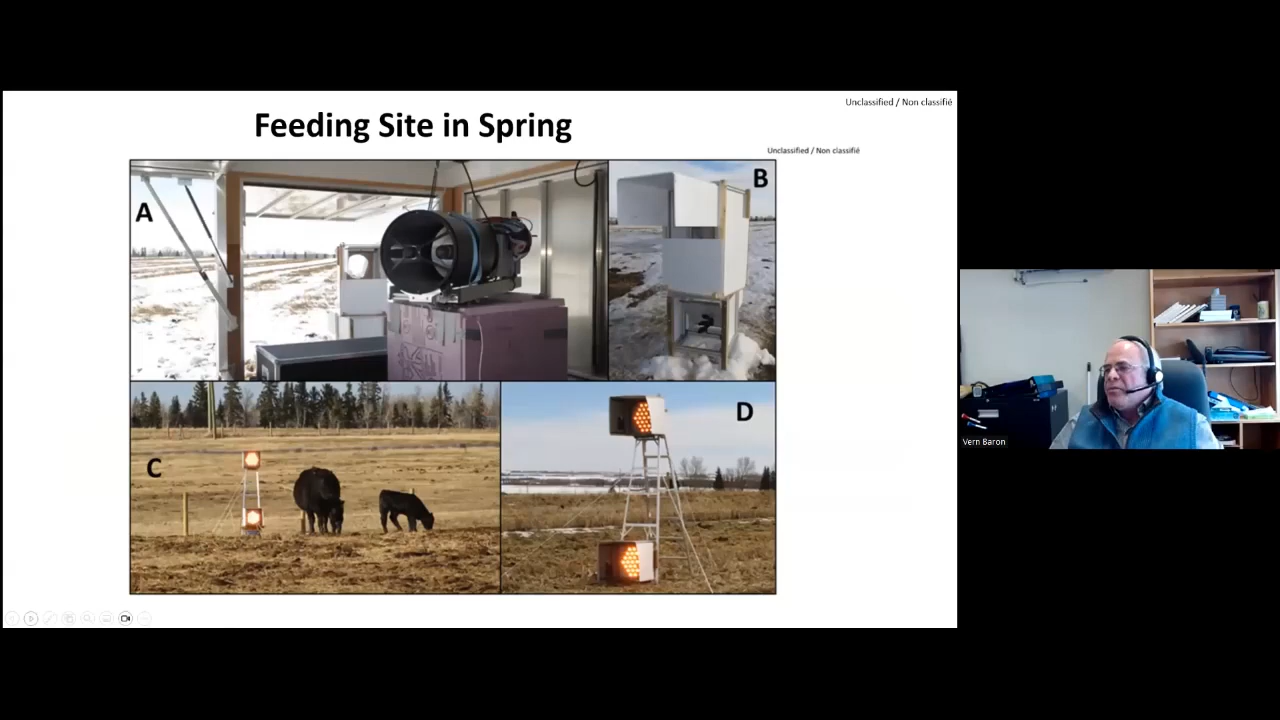 Unclassified / Non classifié
Feeding Site in Spring
Unclassified / Non classifié
A
B
C
D
Vern Baron